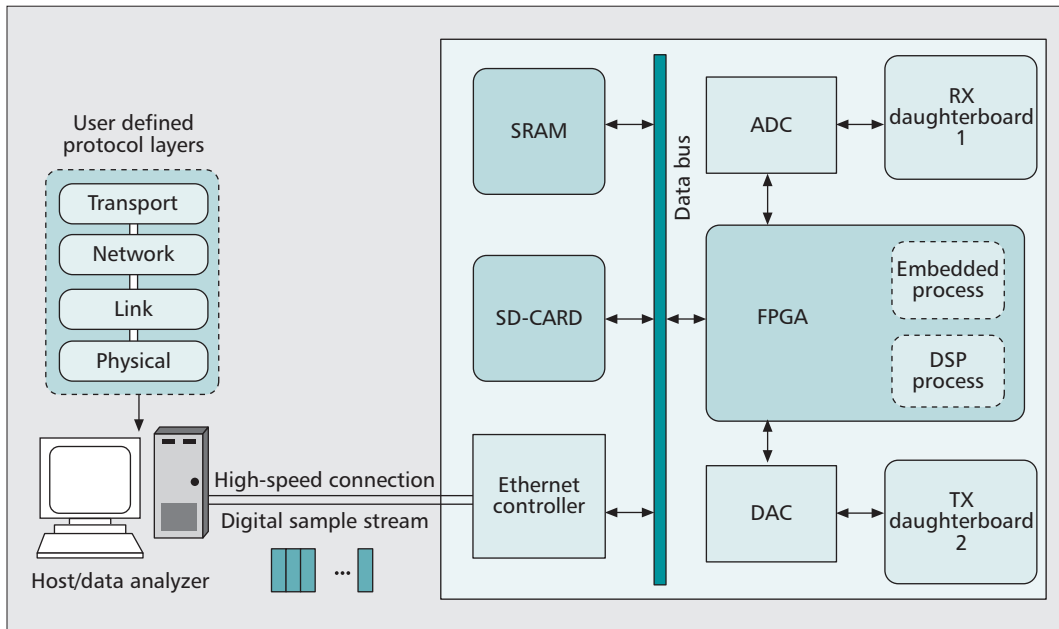 User defined
protocol layers
Transport
Network
Link
Physical
Host/data analyzer
High-speed connection
Digital sample stream
...
SRAM
SD-CARD
Ethernet
controller
Data bus
ADC
RX
daughterboard
1
FPGA
Embedded
process
DSP
process
DAC
TX
daughterboard
2